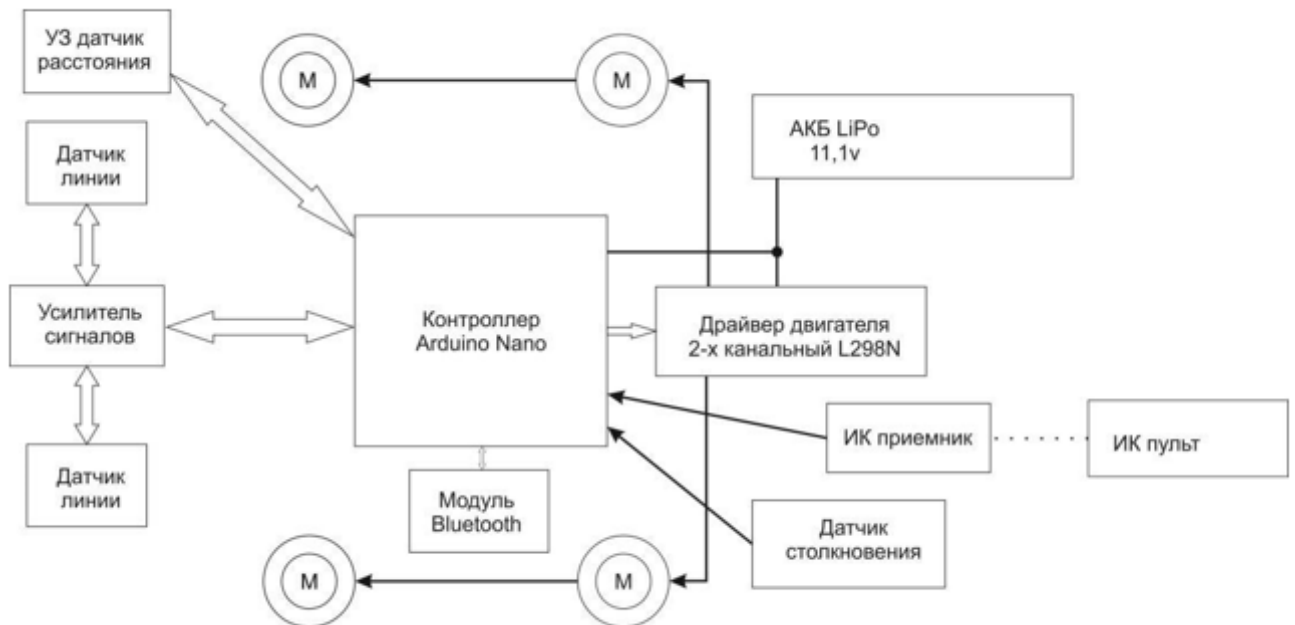 УЗ датчик
расстояния
М
М
АКБ LiPo
11,1v
Датчик
линии
Усилитель
сигналов
Контроллер
Arduino Nano
Драйвер двигателя
2-х канальный L298N
ИК приемник
ИК пульт
Датчик
линии
Модуль
Bluetooth
Датчик
столкновения
М
М